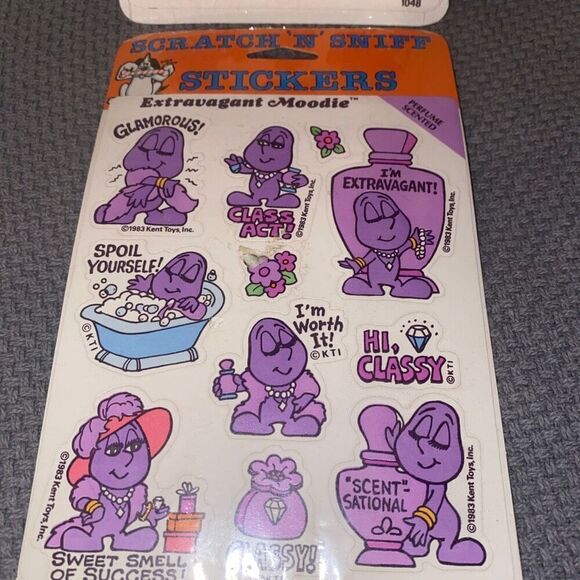 1048
SCRATCH 'N' SNIFF
STICKERS
Extravagant Moodie™
PERFUME
SCENTED
GLAMOROUS!
©1983 Kent Toys, Inc.
CLASS
ACT!
©1983 Kent Toys, Inc.
I'M
EXTRAVAGANT!
©1983 Kent Toys, Inc.
SPOIL
YOURSELF!
©KTI
I'm
Worth
It!
©KTI
HI,
CLASSY
©KTI
©1983 Kent Toys, Inc.
SWEET SMELL
OF SUCCESS!
CLASSY!
©KTI
"SCENT"-
SATIONAL
©1983 Kent Toys, Inc.